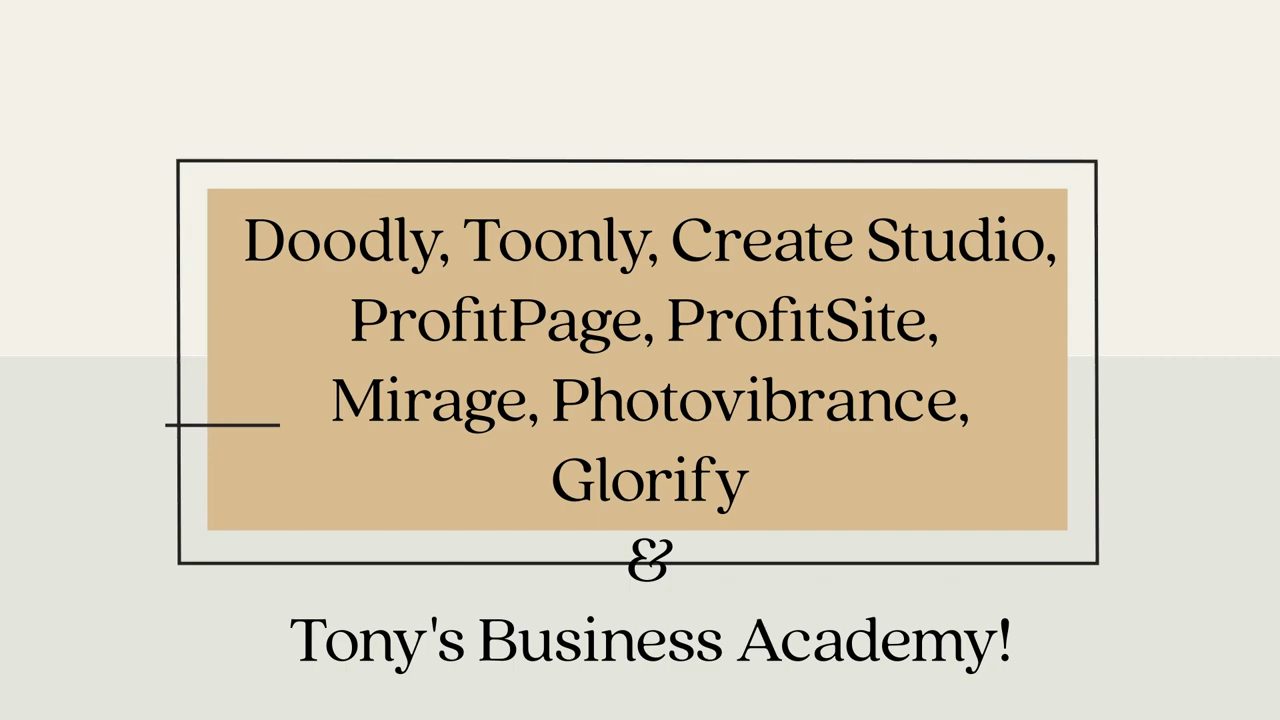 Doodly, Toonly, Create Studio,
ProfitPage, ProfitSite,
Mirage, Photovibrance,
Glorify
&
Tony's Business Academy!